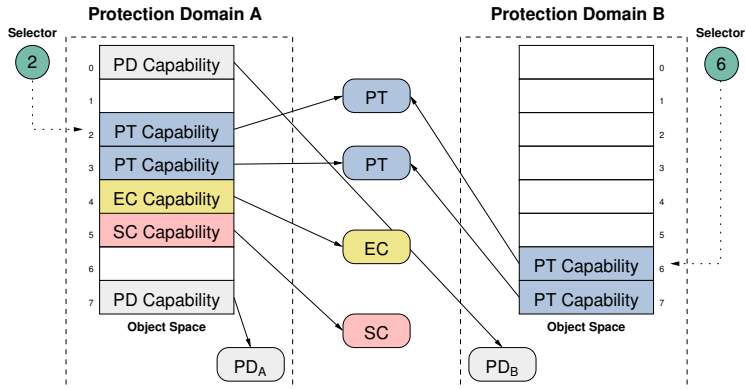 Protection Domain A
Protection Domain B
Selector
Selector
2
6
0
PD Capability
PT
0
1
1
2
PT Capability
2
3
PT Capability
PT
3
4
EC Capability
4
5
SC Capability
EC
5
6
PT Capability
6
7
PD Capability
PT Capability
7
Object Space
SC
Object Space
PDA
PDB